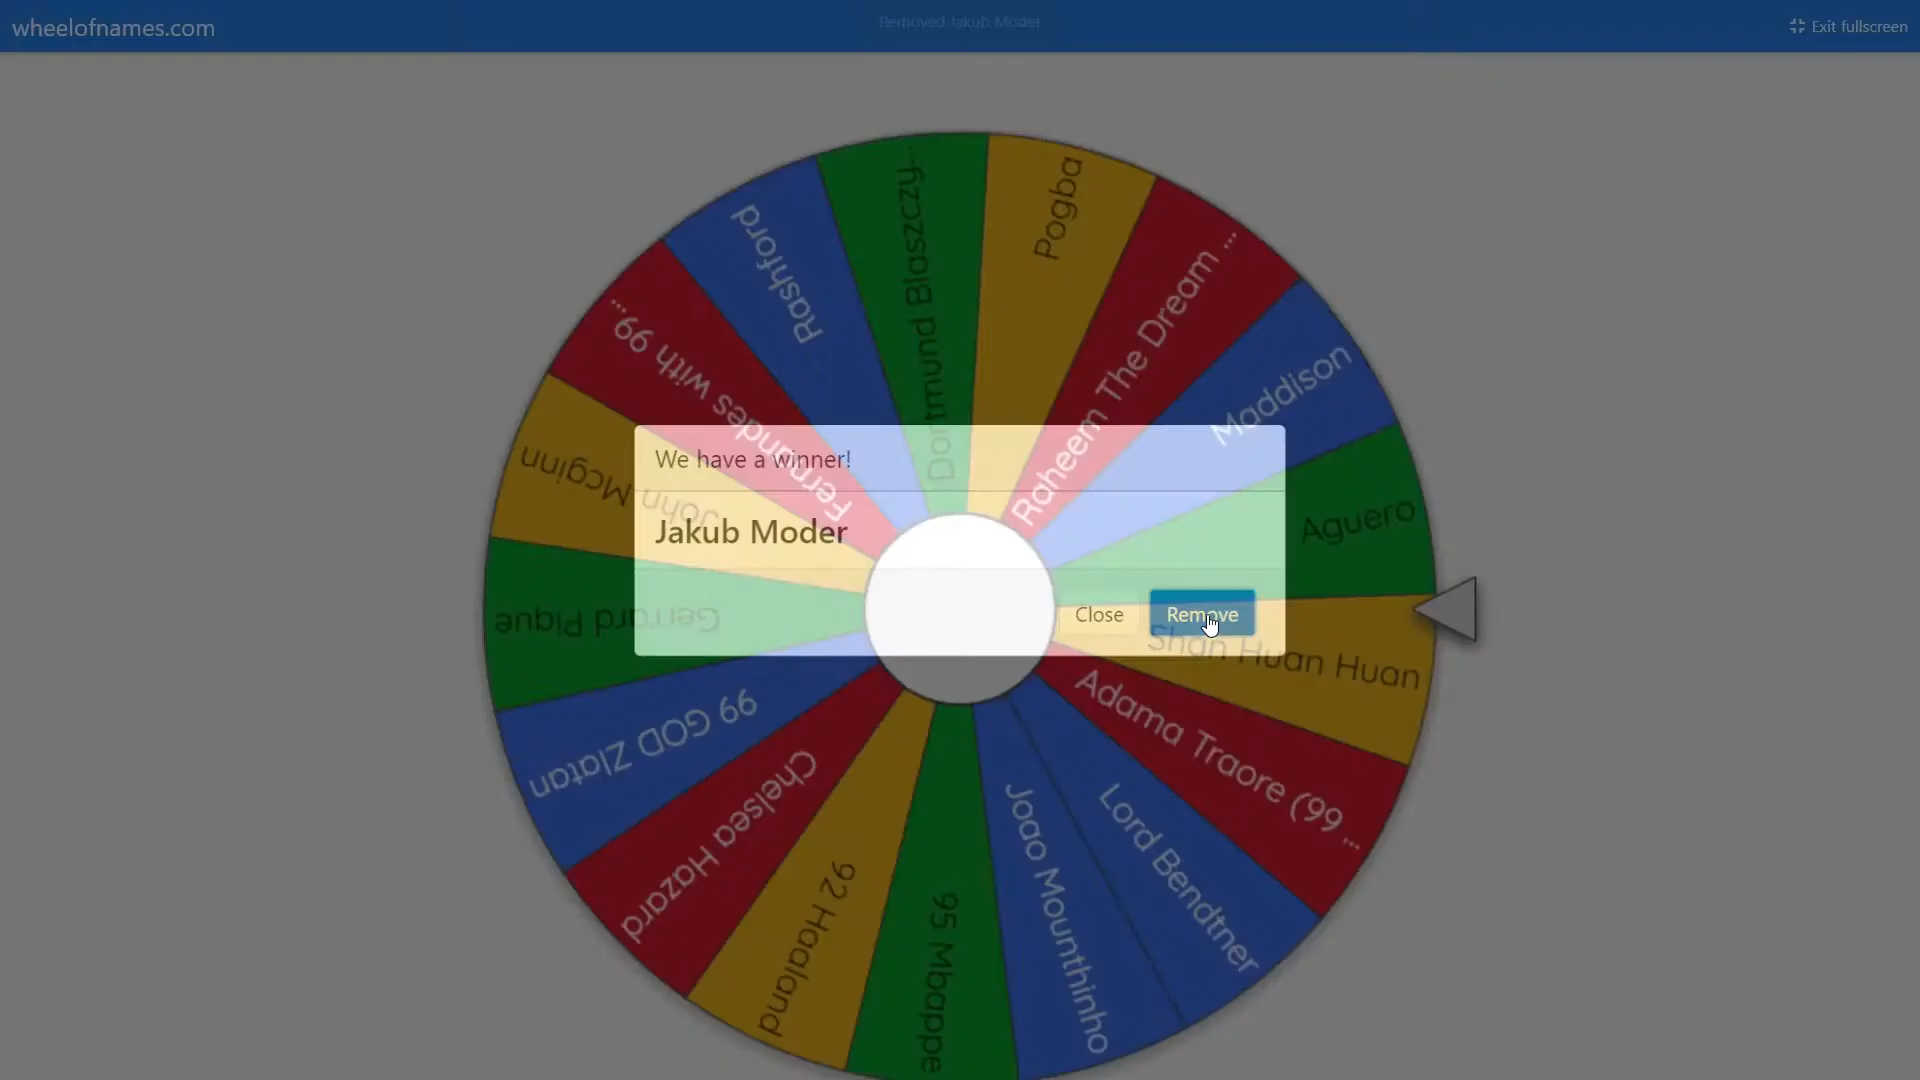 wheelofnames.com
Removed Jakub Moder
Exit fullscreen
Pogba
Dortmund Blaszczy...
Raheem The Dream ...
Rashford
Maddison
Fernandes with 99...
Aguero
John Mcginn
We have a winner!
Jakub Moder
Close
Remove
Gerrard Pique
Shan Huan Huan
Adama Traore (99 ...
99 GOD Zlatan
Lord Bendtner
Chelsea Hazard
Joao Mounthinho
92 Haaland
95 Mbappe